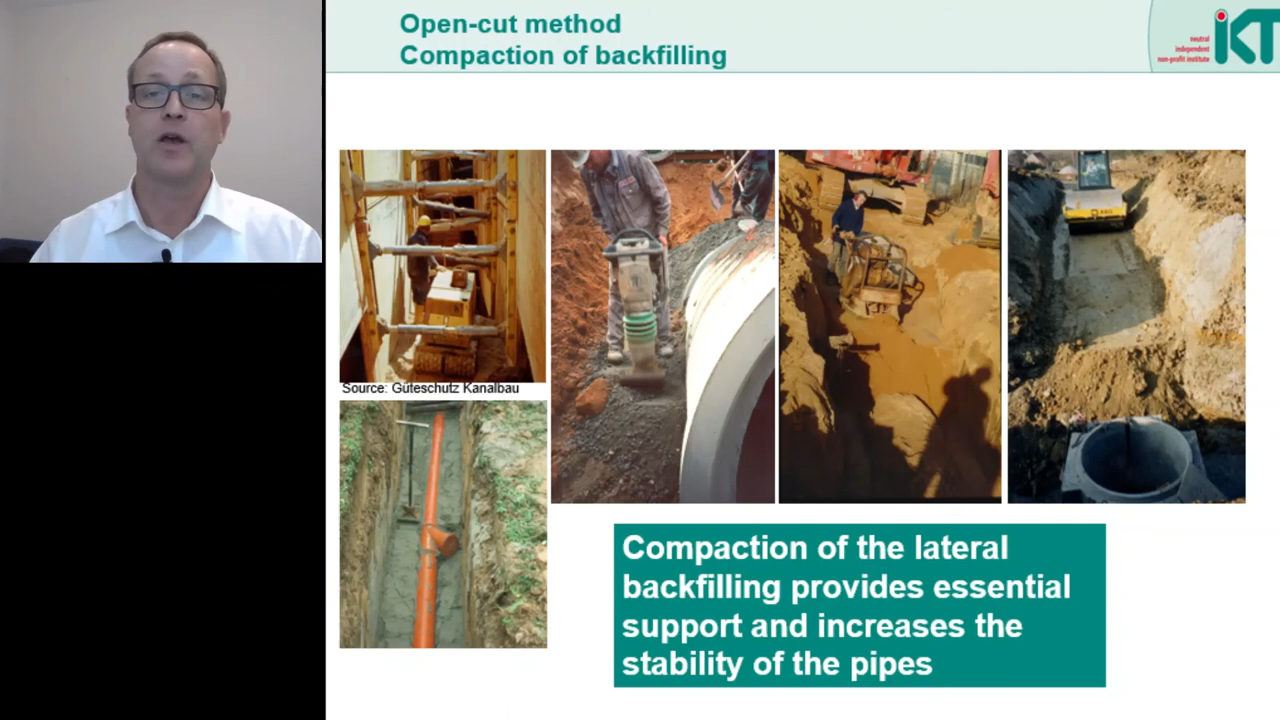 Open-cut method
Compaction of backfilling
neutral
independent
non-profit institute
iKT
Source: Güteschutz Kanalbau
Compaction of the lateral
backfilling provides essential
support and increases the
stability of the pipes